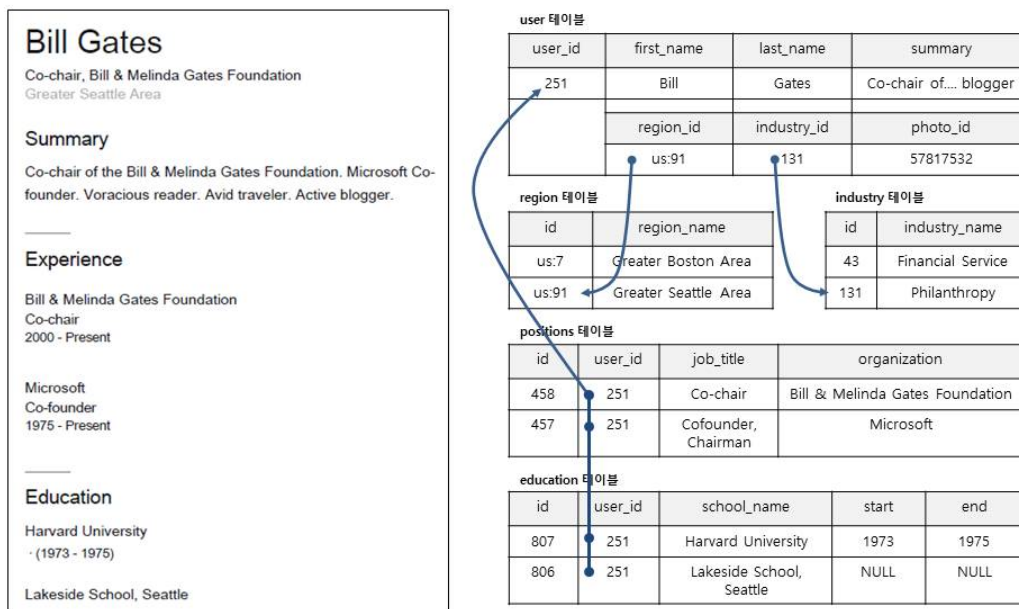 Bill Gates
Co-chair, Bill & Melinda Gates Foundation
Greater Seattle Area
Summary
Co-chair of the Bill & Melinda Gates Foundation. Microsoft Co-
founder. Voracious reader. Avid traveler. Active blogger.
Experience
Bill & Melinda Gates Foundation
Co-chair
2000 - Present
Microsoft
Co-founder
1975 - Present
Education
Harvard University
· (1973 - 1975)
Lakeside School, Seattle
user 테이블
user_id first_name last_name summary
251 Bill Gates Co-chair of.... blogger
region_id industry_id photo_id
us:91 131 57817532
region 테이블
id region_name
us:7 Greater Boston Area
us:91 Greater Seattle Area
industry 테이블
id industry_name
43 Financial Service
131 Philanthropy
positions 테이블
id user_id job_title organization
458 251 Co-chair Bill & Melinda Gates Foundation
457 251 Cofounder, Microsoft
Chairman
education 테이블
id user_id school_name start end
807 251 Harvard University 1973 1975
806 251 Lakeside School, NULL NULL
Seattle